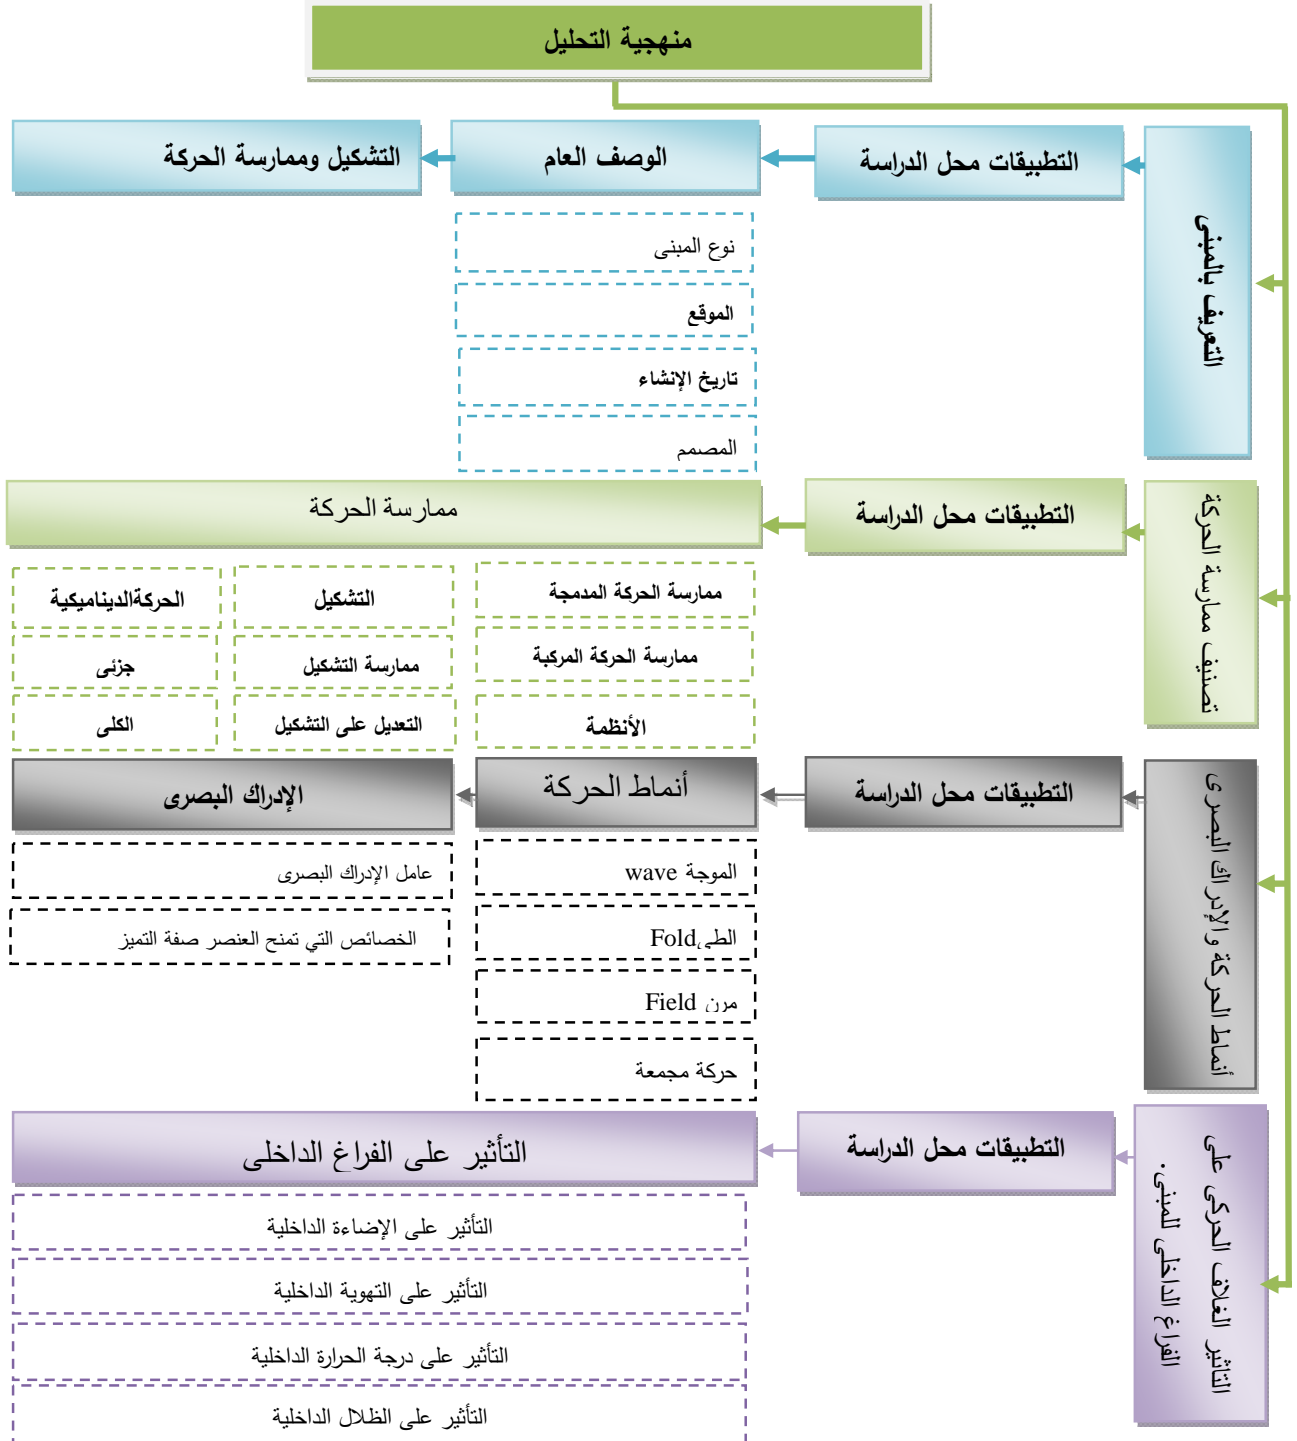 منهجية التحليل
التعريف بالمبنى
التطبيقات محل الدراسة
الوصف العام
التشكيل وممارسة الحركة
نوع المبنى
الموقع
تاريخ الإنشاء
المصمم
تصنيف ممارسة الحركة
التطبيقات محل الدراسة
ممارسة الحركة
ممارسة الحركة المدمجة
التشكيل
الحركةالديناميكية
ممارسة الحركة المركبة
ممارسة التشكيل
جزئى
الأنظمة
التعديل على التشكيل
الكلى
أنماط الحركة والإدراك البصرى
التطبيقات محل الدراسة
أنماط الحركة
الإدراك البصرى
الموجة wave
عامل الإدراك البصرى
الطىFold
الخصائص التي تمنح العنصر صفة التميز
مرن Field
حركة مجمعة
التاثير الغلاف الحركى على
الفراغ الداخلى للمبنى.
التطبيقات محل الدراسة
التأثير على الفراغ الداخلى
التأثير على الإضاءة الداخلية
التأثير على التهوية الداخلية
التأثير على درجة الحرارة الداخلية
التأثير على الظلال الداخلية